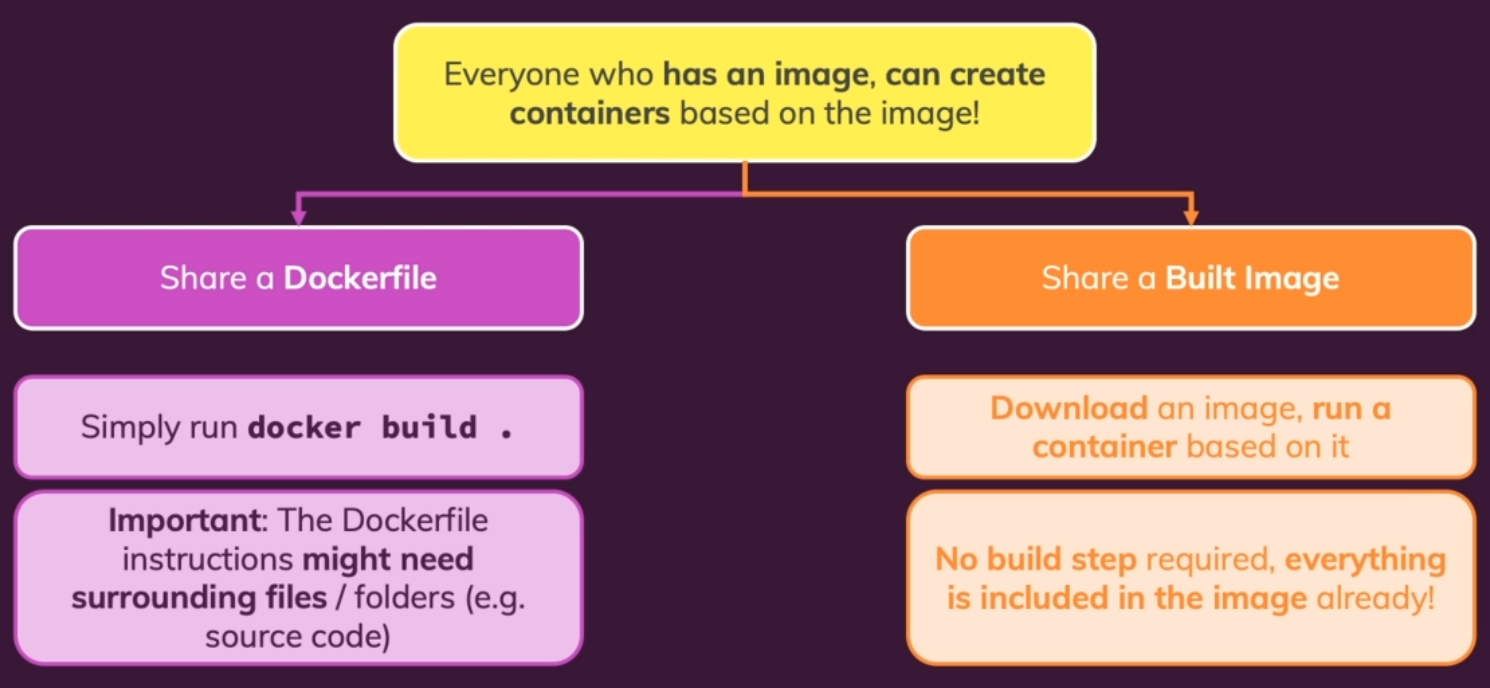 Everyone who has an image, can create
containers based on the image!
Share a Dockerfile
Simply run docker build .
Important: The Dockerfile
instructions might need
surrounding files / folders (e.g.
source code)
Share a Built Image
Download an image, run a
container based on it
No build step required, everything
is included in the image already!